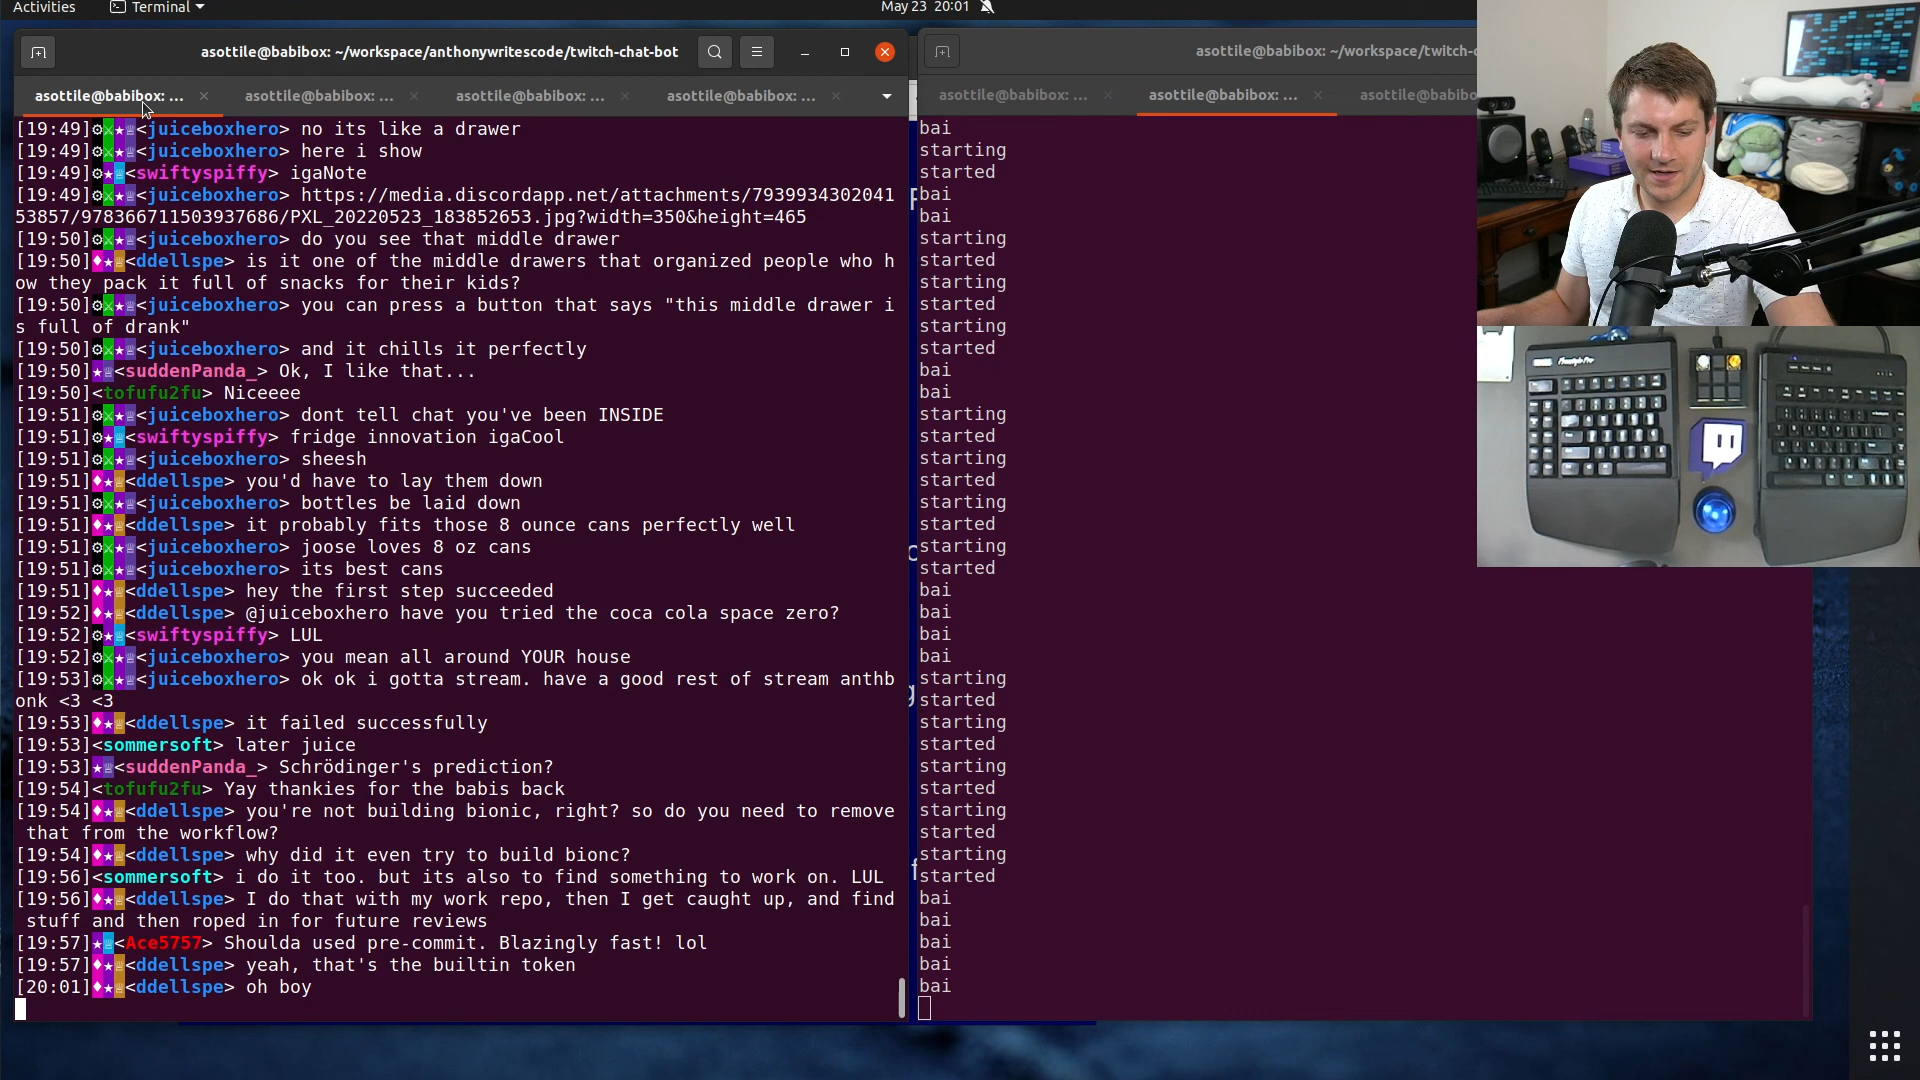 Activities
Terminal
May 23 20:01
asottile@babibox: ~/workspace/anthonywritescode/twitch-chat-bot
asottile@babibox: ...
asottile@babibox: ...
asottile@babibox: ...
asottile@babibox: ...
[19:49]<juiceboxhero> no its like a drawer
[19:49]<juiceboxhero> here i show
[19:49]<swiftyspiffy> igaNote
[19:49]<juiceboxhero> https://media.discordapp.net/attachments/7939934302041
53857/978366711503937686/PXL_20220523_183852653.jpg?width=350&height=465
[19:50]<juiceboxhero> do you see that middle drawer
[19:50]<ddellspe> is it one of the middle drawers that organized people who h
ow they pack it full of snacks for their kids?
[19:50]<juiceboxhero> you can press a button that says "this middle drawer i
s full of drank"
[19:50]<juiceboxhero> and it chills it perfectly
[19:50]<suddenPanda_> Ok, I like that...
[19:50]<tofufu2fu> Niceeee
[19:51]<juiceboxhero> dont tell chat you've been INSIDE
[19:51]<swiftyspiffy> fridge innovation igaCool
[19:51]<juiceboxhero> sheesh
[19:51]<ddellspe> you'd have to lay them down
[19:51]<juiceboxhero> bottles be laid down
[19:51]<ddellspe> it probably fits those 8 ounce cans perfectly well
[19:51]<juiceboxhero> joose loves 8 oz cans
[19:51]<juiceboxhero> its best cans
[19:51]<ddellspe> hey the first step succeeded
[19:52]<ddellspe> @juiceboxhero have you tried the coca cola space zero?
[19:52]<swiftyspiffy> LUL
[19:52]<juiceboxhero> you mean all around YOUR house
[19:53]<juiceboxhero> ok ok i gotta stream. have a good rest of stream anthb
onk <3 <3
[19:53]<ddellspe> it failed successfully
[19:53]<sommersoft> later juice
[19:53]<suddenPanda_> Schrödinger's prediction?
[19:54]<tofufu2fu> Yay thankies for the babis back
[19:54]<ddellspe> you're not building bionic, right? so do you need to remove
that from the workflow?
[19:54]<ddellspe> why did it even try to build bionc?
[19:56]<sommersoft> i do it too. but its also to find something to work on. LUL
[19:56]<ddellspe> I do that with my work repo, then I get caught up, and find
stuff and then roped in for future reviews
[19:57]<Ace5757> Shoulda used pre-commit. Blazingly fast! lol
[19:57]<ddellspe> yeah, that's the builtin token
[20:01]<ddellspe> oh boy
asottile@babibox: ~/workspace/twitch-c
asottile@babibox: ...
asottile@babibox: ...
asottile@babibo
bai
starting
started
bai
bai
starting
started
starting
started
starting
started
bai
bai
starting
started
starting
started
starting
started
starting
started
bai
bai
bai
bai
starting
started
starting
started
starting
started
starting
started
starting
started
bai
bai
bai
bai
bai